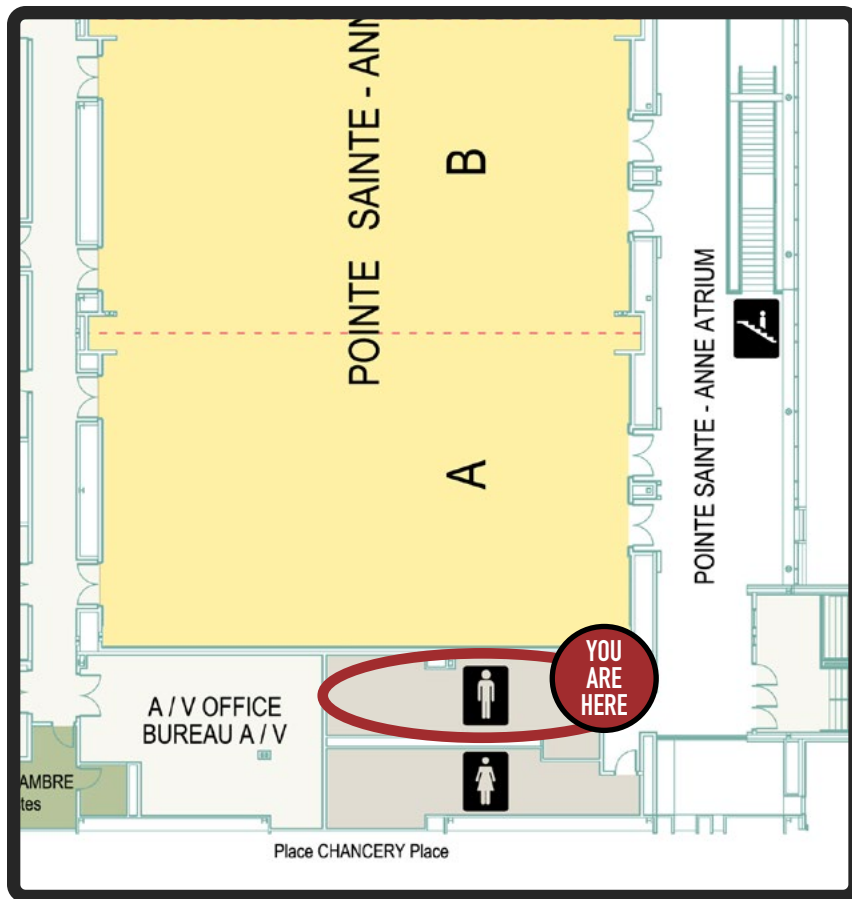 POINTE SAINTE - ANN
B
A
POINTE SAINTE - ANNE ATRIUM
YOU
ARE
HERE
A / V OFFICE
BUREAU A / V
AMBRE
tes
Place CHANCERY Place